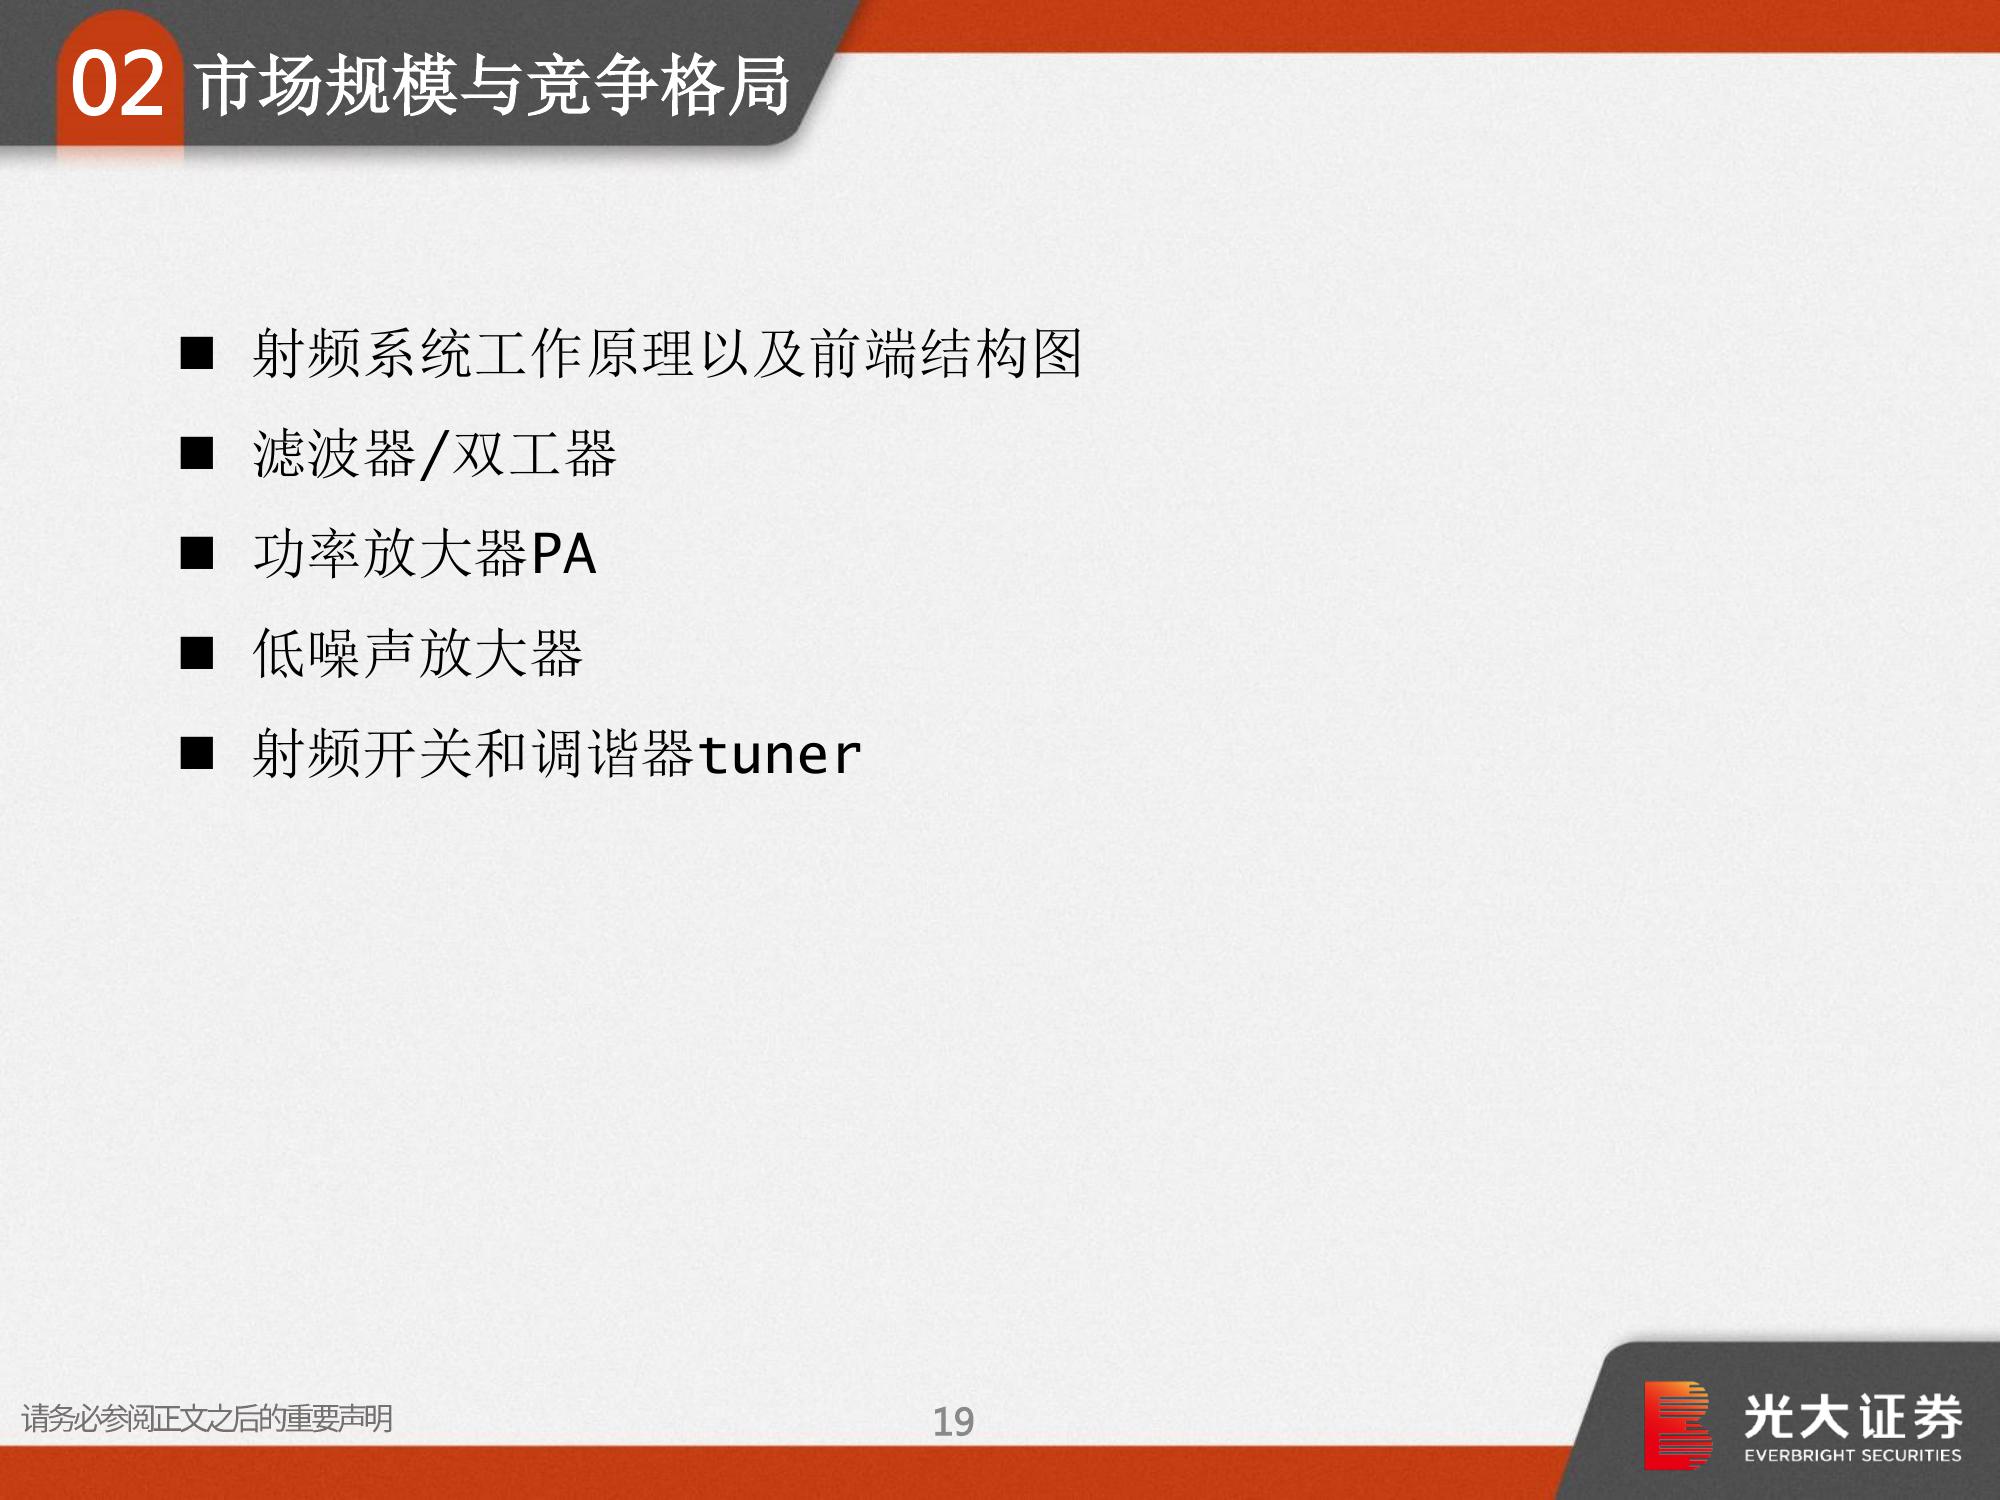 02 市场规模与竞争格局
■ 射频系统工作原理以及前端结构图
■ 滤波器/双工器
■ 功率放大器PA
■ 低噪声放大器
■ 射频开关和调谐器tuner
请务必参阅正文之后的重要声明
19
光大证券
EVERBRIGHT SECURITIES